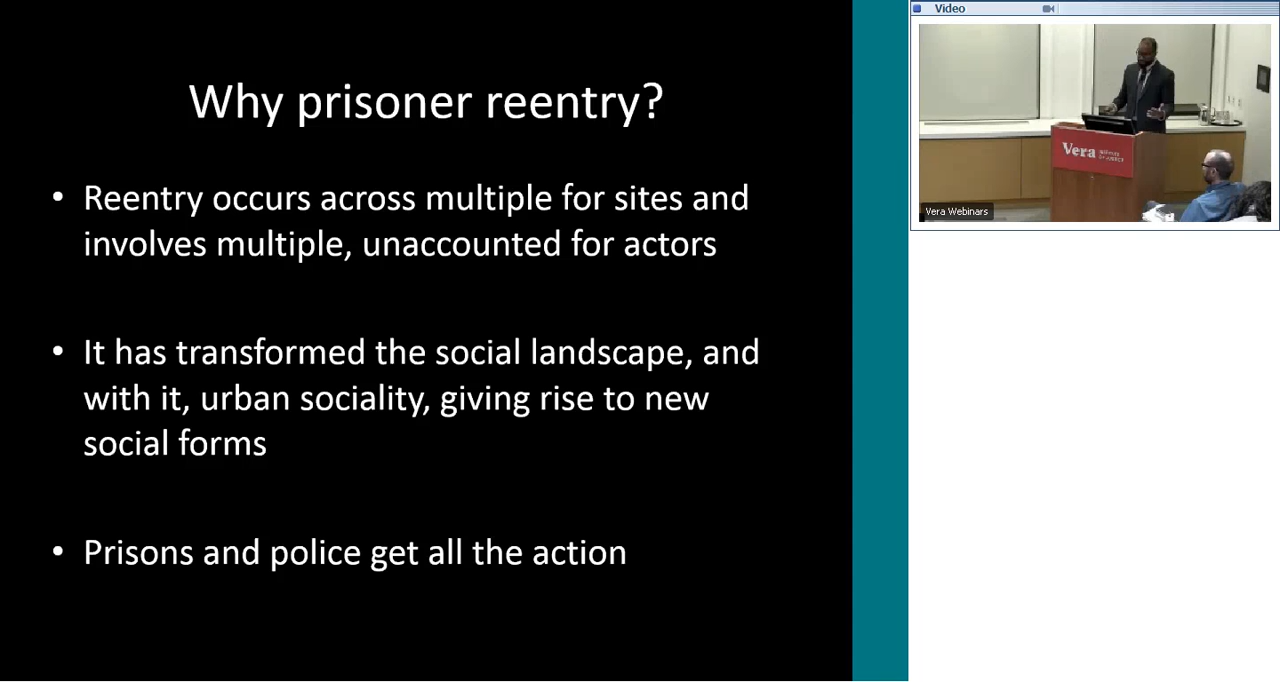 Why prisoner reentry?
• Reentry occurs across multiple for sites and
involves multiple, unaccounted for actors
• It has transformed the social landscape, and
with it, urban sociality, giving rise to new
social forms
• Prisons and police get all the action
Video
Vera
Vera Webinars